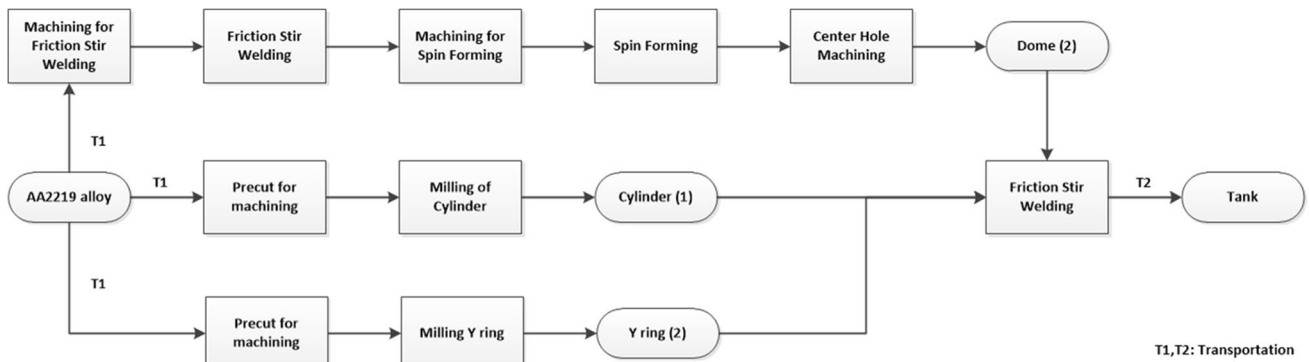 Machining for
Friction Stir
Welding
Friction Stir
Welding
Machining for
Spin Forming
Spin Forming
Center Hole
Machining
Dome (2)
T1
AA2219 alloy
T1
Precut for
machining
Milling of
Cylinder
Cylinder (1)
Friction Stir
Welding
T2
Tank
T1
Precut for
machining
Milling Y ring
Y ring (2)
T1,T2: Transportation